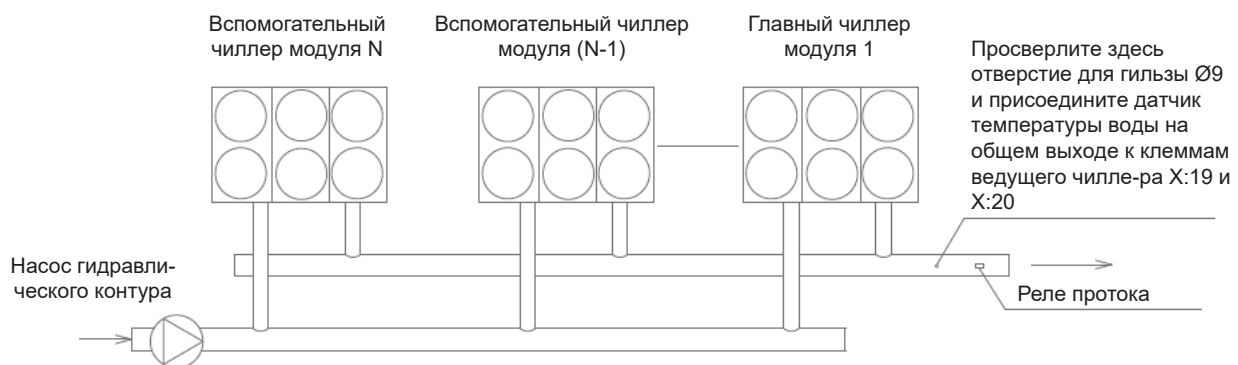 Вспомогательный
чиллер модуля N
Вспомогательный чиллер
модуля (N-1)
Главный чиллер
модуля 1
Просверлите здесь
отверстие для гильзы Ø9
и присоедините датчик
температуры воды на
общем выходе к клеммам
ведущего чилле-ра X:19 и
X:20
Насос гидравли-
ческого контура
Реле протока